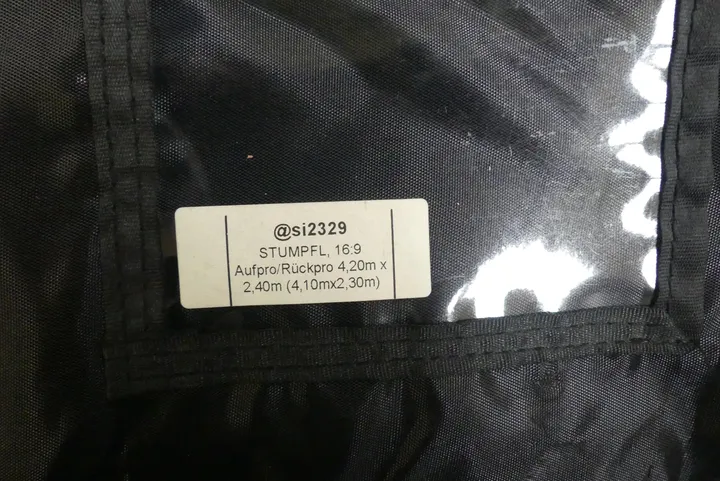 @si2329
STUMPFL, 16:9
Aufpro/Rückpro 4,20m x
2,40m (4,10mx2,30m)